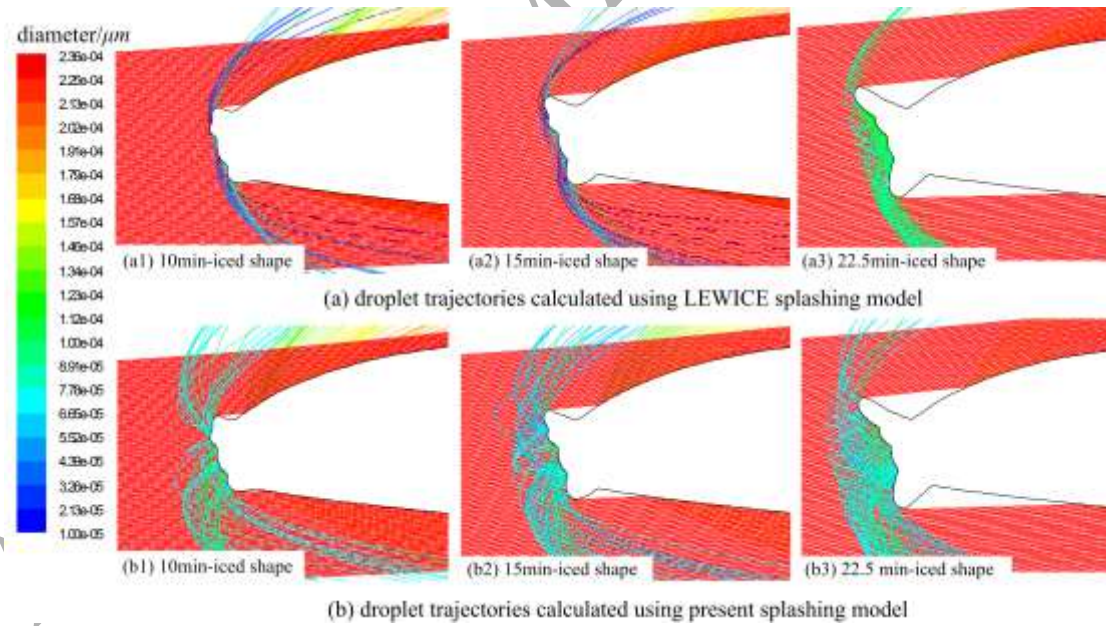 diameter/μm
2.36e-04
2.25e-04
2.13e-04
2.02e-04
1.91e-04
1.79e-04
1.68e-04
1.57e-04
1.46e-04
1.34e-04
1.23e-04
1.12e-04
1.00e-04
8.91e-05
7.78e-05
6.65e-05
5.52e-05
4.39e-05
3.26e-05
2.13e-05
1.00e-05
(a1) 10min-iced shape
(a2) 15min-iced shape
(a3) 22.5min-iced shape
(a) droplet trajectories calculated using LEWICE splashing model
(b1) 10min-iced shape
(b2) 15min-iced shape
(b3) 22.5 min-iced shape
(b) droplet trajectories calculated using present splashing model